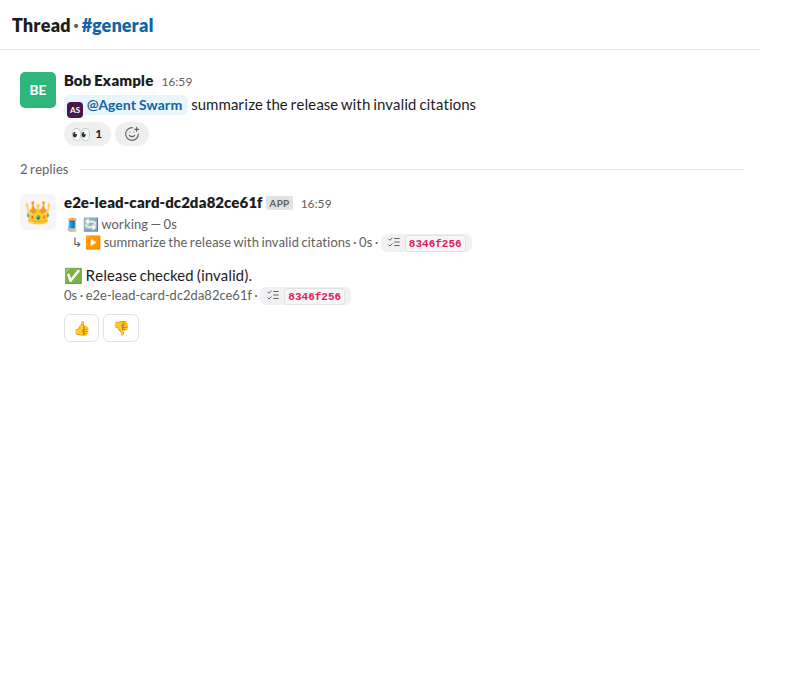 Thread • #general
BE
Bob Example 16:59
AS @Agent Swarm summarize the release with invalid citations
👀 1
2 replies
e2e-lead-card-dc2da82ce61f APP 16:59
🧵 🔄 working — 0s
↳ ▶️ summarize the release with invalid citations · 0s · 8346f256
✅ Release checked (invalid).
0s · e2e-lead-card-dc2da82ce61f · 8346f256
👍 👎